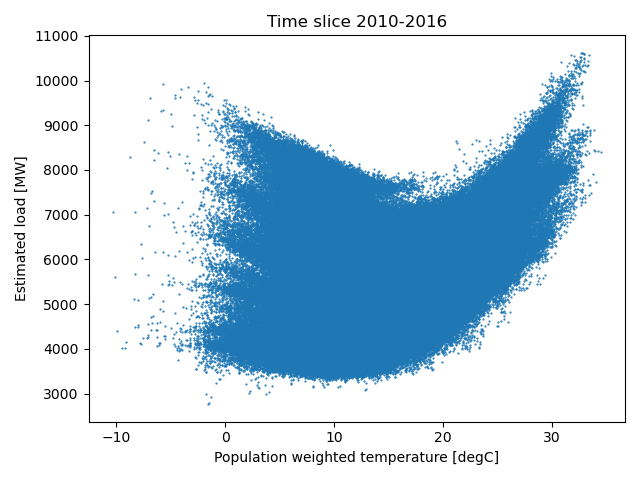 Time slice 2010-2016
11000
10000
9000
8000
7000
6000
5000
4000
3000
Estimated load [MW]
−10 0 10 20 30
Population weighted temperature [degC]